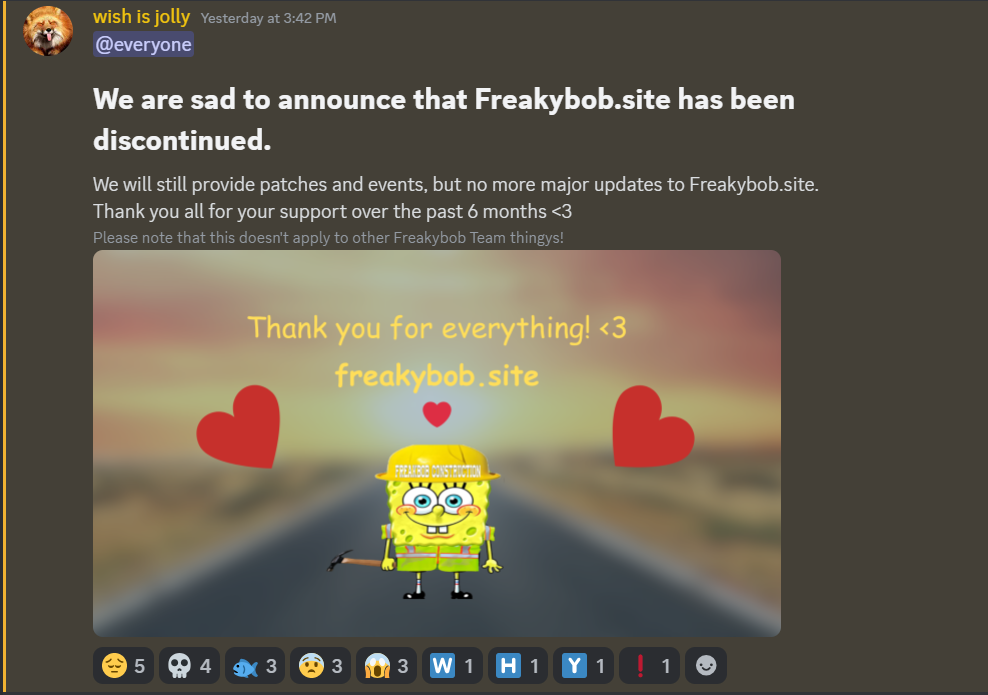 wish is jolly Yesterday at 3:42 PM
@everyone
We are sad to announce that Freakybob.site has been
discontinued.
We will still provide patches and events, but no more major updates to Freakybob.site.
Thank you all for your support over the past 6 months <3
Please note that this doesn't apply to other Freakybob Team thingys!
Thank you for everything! <3
freakybob.site
FREAKYBOB CONSTRUCTION
5 4 3 3 3 W 1 H 1 Y 1 ❗ 1